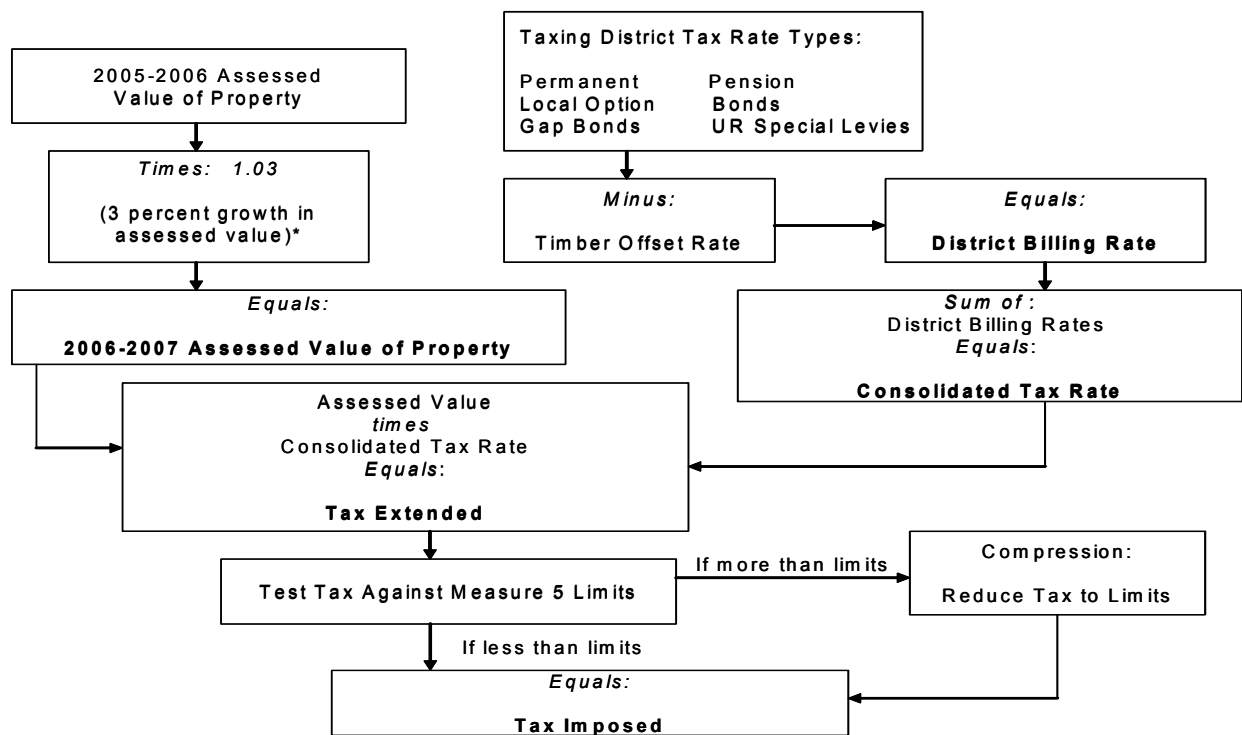 2005-2006 Assessed
Value of Property
Times: 1.03
(3 percent growth in
assessed value)*
Equals:
2006-2007 Assessed Value of Property
Taxing District Tax Rate Types:
Permanent Pension
Local Option Bonds
Gap Bonds UR Special Levies
Minus:
Timber Offset Rate
Equals:
District Billing Rate
Sum of:
District Billing Rates
Equals:
Consolidated Tax Rate
Assessed Value
times
Consolidated Tax Rate
Equals:
Tax Extended
Test Tax Against Measure 5 Limits
If more than limits
Compression:
Reduce Tax to Limits
If less than limits
Equals:
Tax Imposed